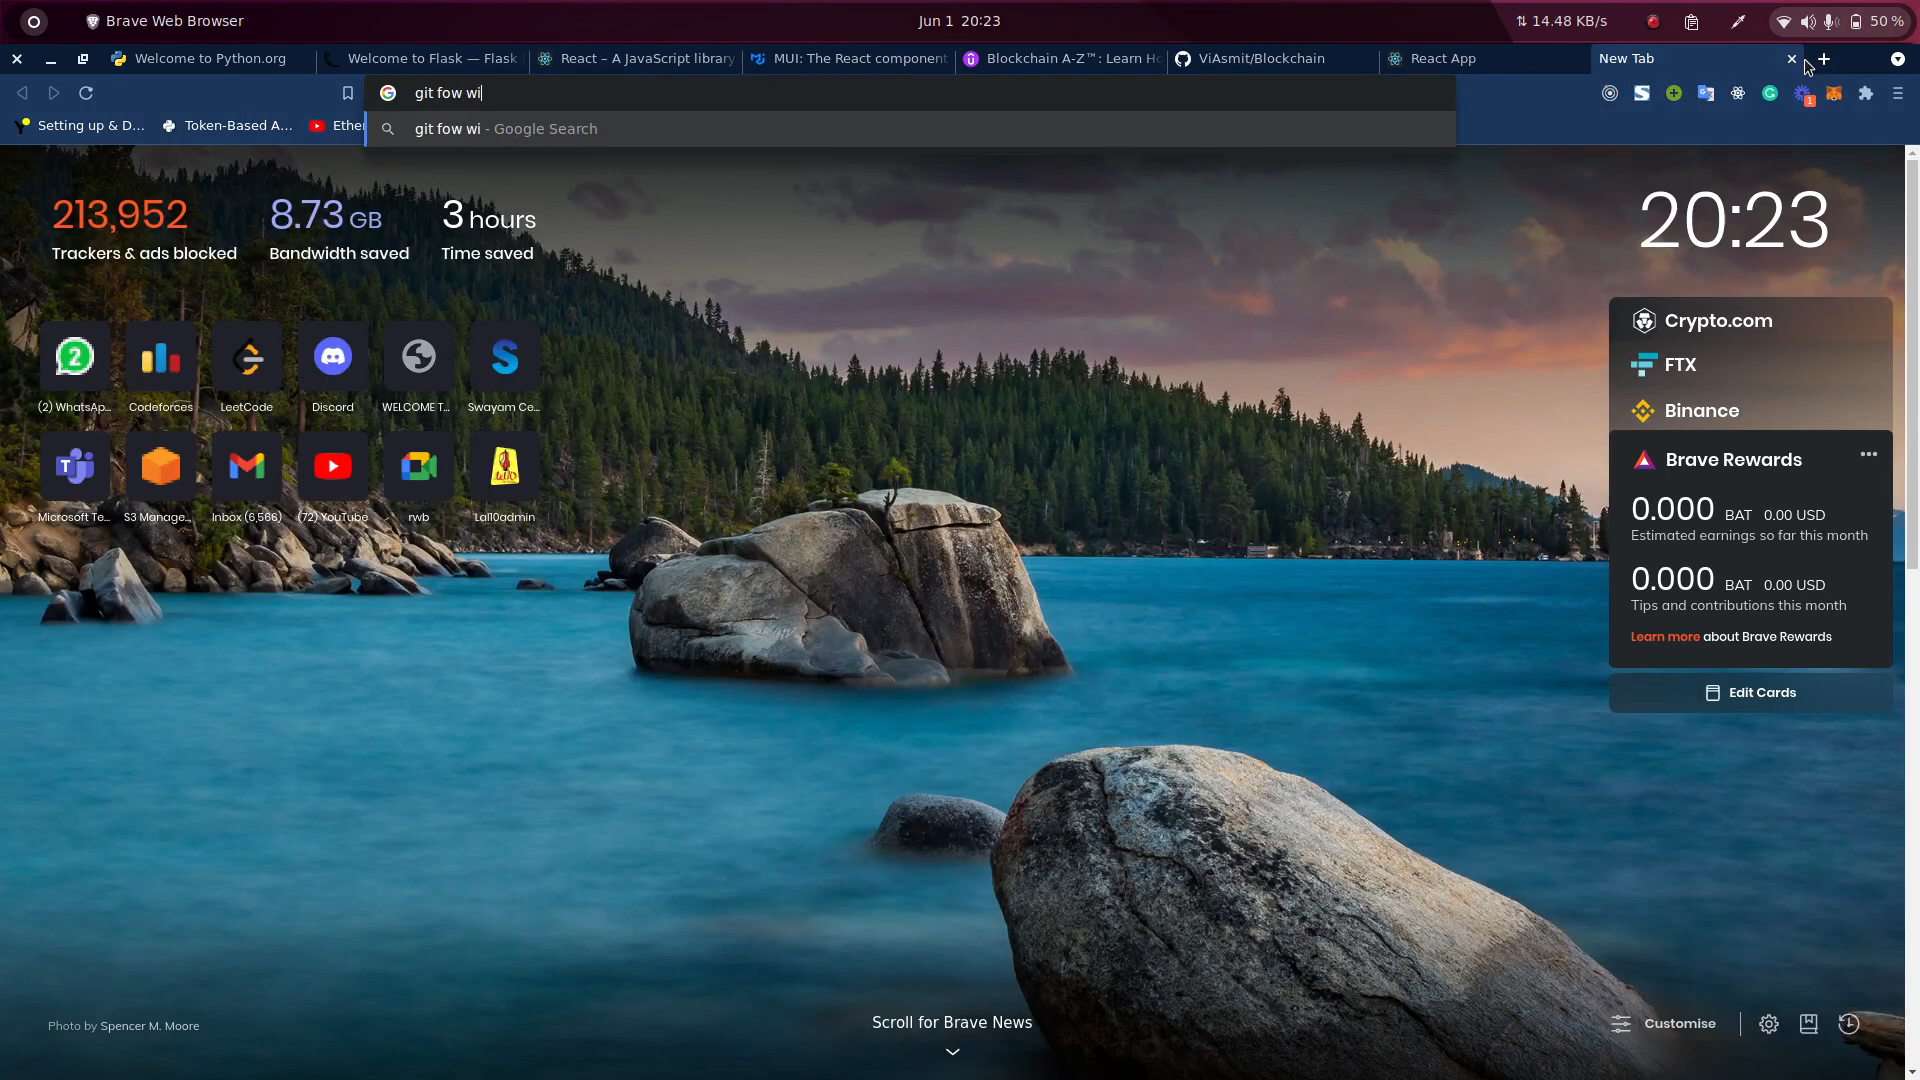 Brave Web Browser
Jun 1 20:23
14.48 KB/s
50 %
Welcome to Python.org
Welcome to Flask — Flask
React – A JavaScript library
MUI: The React component
Blockchain A-Z™: Learn Ho
ViAsmit/Blockchain
React App
New Tab
git fow wi
1
Setting up & D...
Token-Based A...
Ether
git fow wi - Google Search
213,952
Trackers & ads blocked
8.73 GB
Bandwidth saved
3 hours
Time saved
20:23
2
(2) WhatsAp...
Codeforces
LeetCode
Discord
WELCOME T...
Swayam Ce...
Microsoft Te...
S3 Manage...
Inbox (6,566)
(72) YouTube
rwb
Lal10admin
Crypto.com
FTX
Binance
Brave Rewards
0.000 BAT 0.00 USD
Estimated earnings so far this month
0.000 BAT 0.00 USD
Tips and contributions this month
Learn more about Brave Rewards
Edit Cards
Photo by Spencer M. Moore
Scroll for Brave News
Customise